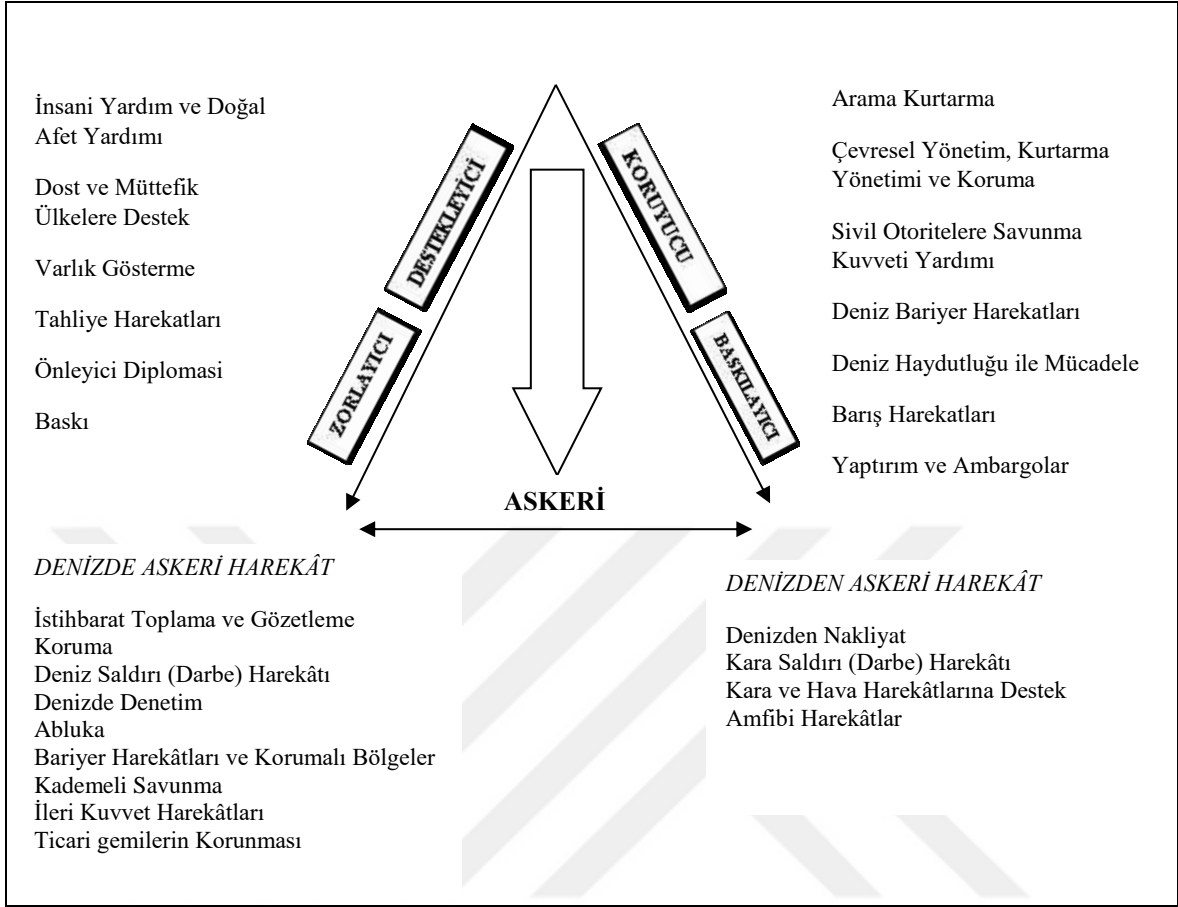 İnsani Yardım ve Doğal
Afet Yardımı
Dost ve Müttefik
Ülkelere Destek
Varlık Gösterme
Tahliye Harekatları
Önleyici Diplomasi
Baskı
DESTEKLEYİCİ
ZORLAYICI
KORUYUCU
BASKILAYICI
Arama Kurtarma
Çevresel Yönetim, Kurtarma
Yönetimi ve Koruma
Sivil Otoritelere Savunma
Kuvveti Yardımı
Deniz Bariyer Harekatları
Deniz Haydutluğu ile Mücadele
Barış Harekatları
Yaptırım ve Ambargolar
ASKERİ
DENİZDE ASKERİ HAREKÂT
İstihbarat Toplama ve Gözetleme
Koruma
Deniz Saldırı (Darbe) Harekâtı
Denizde Denetim
Abluka
Bariyer Harekâtları ve Korumalı Bölgeler
Kademeli Savunma
İleri Kuvvet Harekâtları
Ticari gemilerin Korunması
DENİZDEN ASKERİ HAREKÂT
Denizden Nakliyat
Kara Saldırı (Darbe) Harekâtı
Kara ve Hava Harekâtlarına Destek
Amfibi Harekâtlar